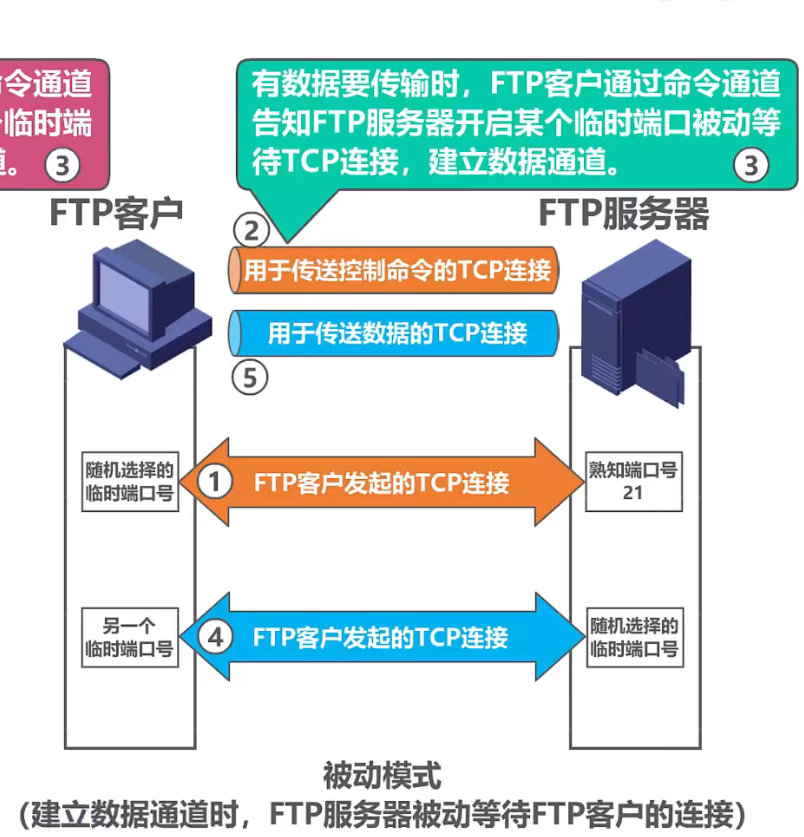 令通道
临时端
。 ③
有数据要传输时，FTP客户通过命令通道
告知FTP服务器开启某个临时端口被动等
待TCP连接，建立数据通道。 ③
FTP客户
FTP服务器
②
用于传送控制命令的TCP连接
用于传送数据的TCP连接
⑤
随机选择的
临时端口号
① FTP客户发起的TCP连接
熟知端口号
21
另一个
临时端口号
④ FTP客户发起的TCP连接
随机选择的
临时端口号
被动模式
(建立数据通道时，FTP服务器被动等待FTP客户的连接)